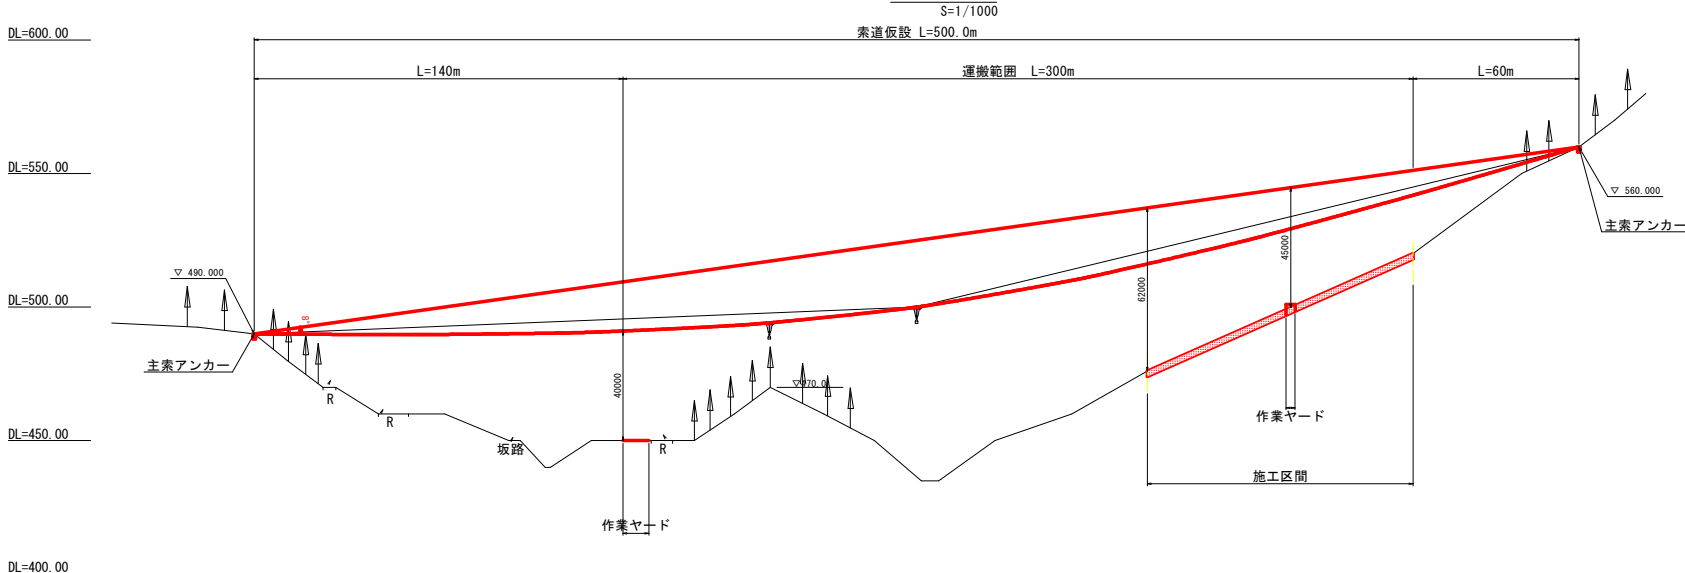 S=1/1000
DL=600.00
索道仮設 L=500.0m
L=140m
運搬範囲 L=300m
L=60m
DL=550.00
▽ 560.000
主索アンカー
45000
62000
▽ 490.000
DL=500.00
主索アンカー
40000
R
R
作業ヤード
DL=450.00
坂路
R
施工区間
作業ヤード
DL=400.00